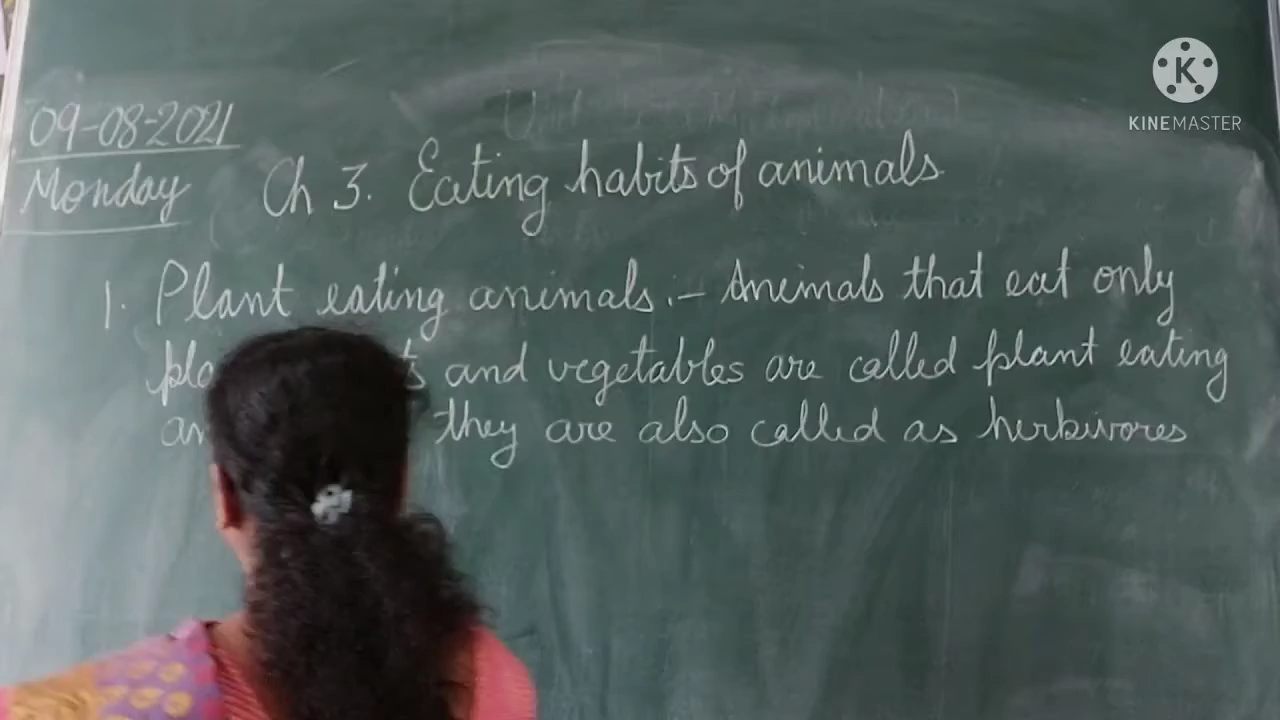 09-08-2021
Monday
Ch 3. Eating habits of animals
1. Plant eating animals :- Animals that eat only
and vegetables are called plant eating
they are also called as herbivores
K
KINEMASTER